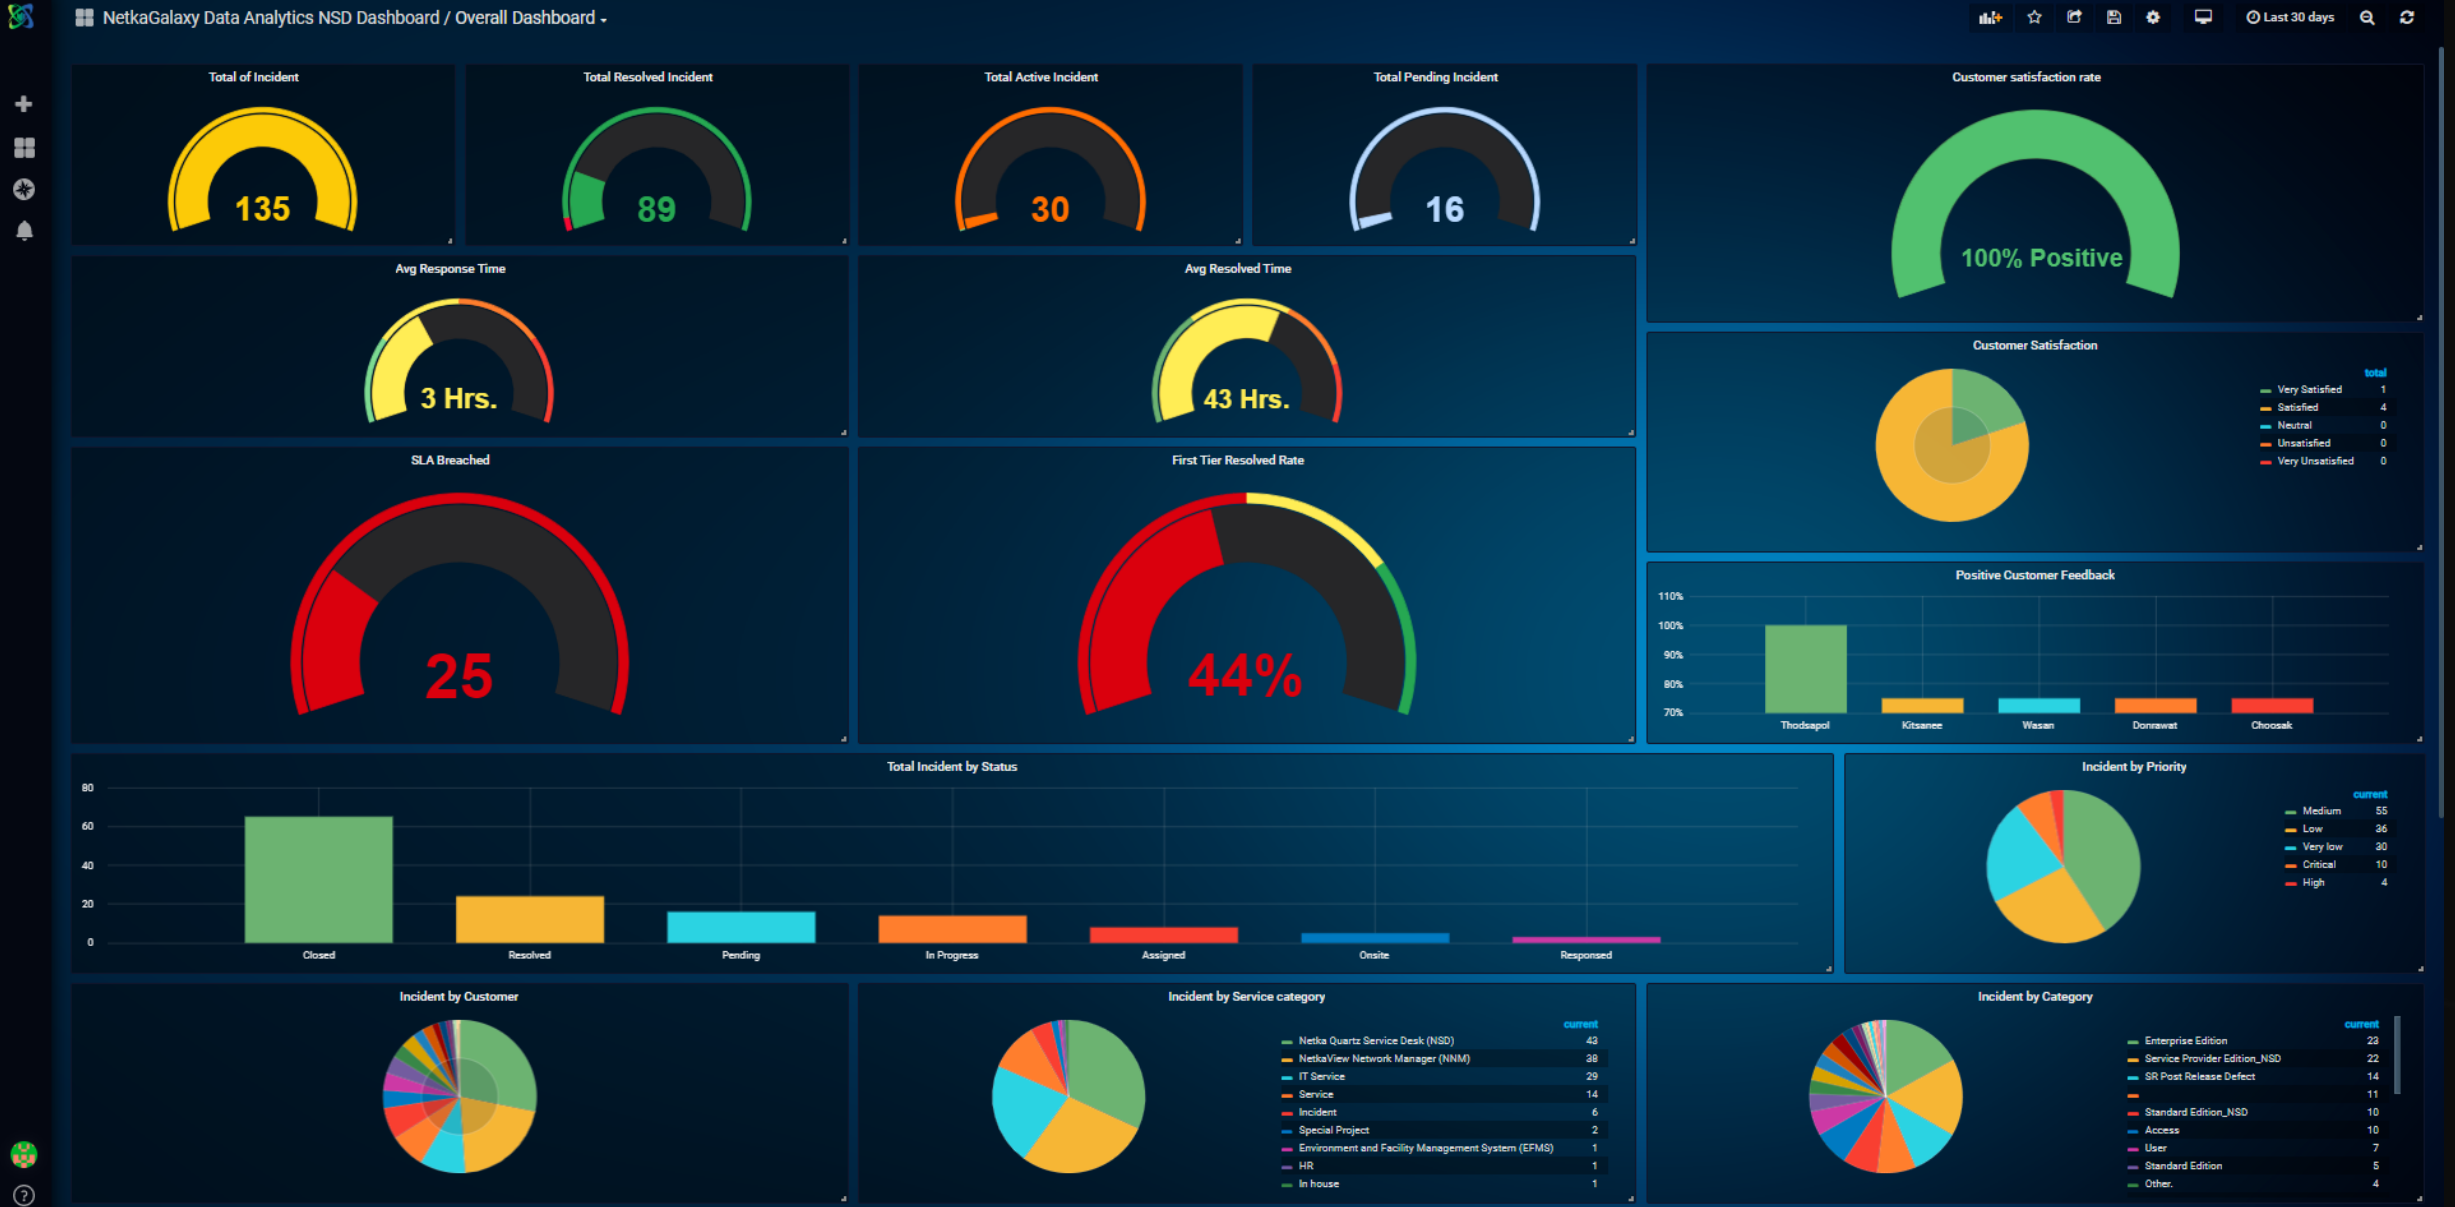 NetkaGalaxy Data Analytics NSD Dashboard / Overall Dashboard
Last 30 days
Total of Incident
135
Total Resolved Incident
89
Total Active Incident
30
Total Pending Incident
16
Customer satisfaction rate
100% Positive
Avg Response Time
3 Hrs.
Avg Resolved Time
43 Hrs.
Customer Satisfaction
total
Very Satisfied 1
Satisfied 4
Neutral 0
Unsatisfied 0
Very Unsatisfied 0
SLA Breached
25
First Tier Resolved Rate
44%
Positive Customer Feedback
110%
100%
90%
80%
70%
Thodsapol Kitsanee Wasan Donrawat Choosak
Total Incident by Status
80
60
40
20
0
Closed Resolved Pending In Progress Assigned Onsite Responsed
Incident by Priority
current
Medium 55
Low 36
Very low 30
Critical 10
High 4
Incident by Customer
Incident by Service category
current
Netka Quartz Service Desk (NSD) 43
NetkaView Network Manager (NNM) 38
IT Service 29
Service 14
Incident 6
Special Project 2
Environment and Facility Management System (EFMS) 1
HR 1
In house 1
Incident by Category
current
Enterprise Edition 23
Service Provider Edition_NSD 22
SR Post Release Defect 14
11
Standard Edition_NSD 10
Access 10
User 7
Standard Edition 5
Other. 4